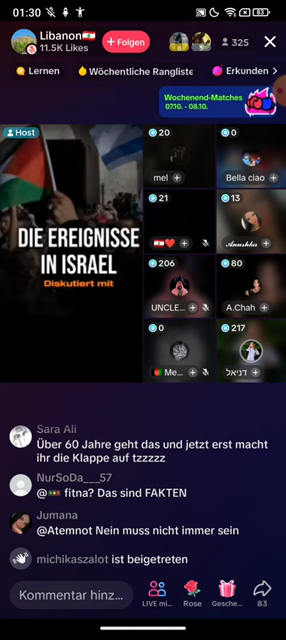 01:30
83
Libanon🇱🇧
11.5K Likes
+ Folgen
325
Lernen
Wöchentliche Rangliste
Erkunden
Wochenend-Matches
07.10. - 08.10.
Host
DIE EREIGNISSE
IN ISRAEL
Diskutiert mit
20
mel
0
Bella ciao
21
🇱🇧❤️
13
Anushka
206
UNCLE...
80
A.Chah
0
Me...
217
דניאל
Sara Ali
Über 60 Jahre geht das und jetzt erst macht
ihr die Klappe auf tzzzzz
NurSoDa___57
@ fitna? Das sind FAKTEN
Jumana
@Atemnot Nein muss nicht immer sein
michikaszalot ist beigetreten
Kommentar hinz...
LIVE mi...
Rose
Gesche...
83